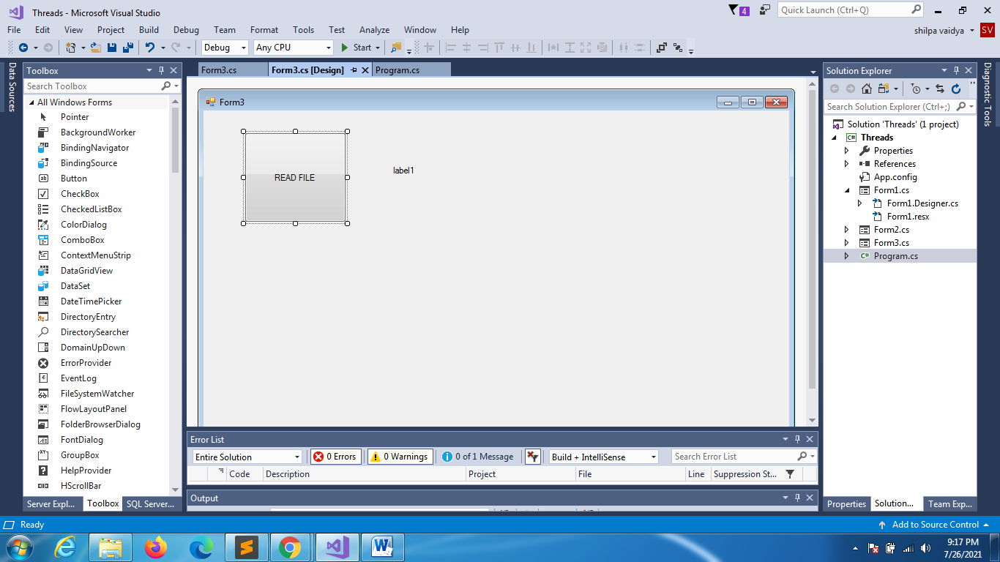 Threads - Microsoft Visual Studio
4
Quick Launch (Ctrl+Q)
File Edit View Project Build Debug Team Format Tools Test Analyze Window Help
shilpa vaidya
SV
Debug
Any CPU
Start
Data Sources
Toolbox
Search Toolbox
All Windows Forms
Pointer
BackgroundWorker
BindingNavigator
BindingSource
Button
CheckBox
CheckedListBox
ColorDialog
ComboBox
ContextMenuStrip
DataGridView
DataSet
DateTimePicker
DirectoryEntry
DirectorySearcher
DomainUpDown
ErrorProvider
EventLog
FileSystemWatcher
FlowLayoutPanel
FolderBrowserDialog
FontDialog
GroupBox
HelpProvider
HScrollBar
Server Expl... Toolbox SQL Server...
Form3.cs Form3.cs [Design] Program.cs
Form3
READ FILE
label1
Error List
Entire Solution 0 Errors 0 Warnings 0 of 1 Message Build + IntelliSense Search Error List
Code Description Project File Line Suppression St...
Output
Solution Explorer
Search Solution Explorer (Ctrl+;)
Solution 'Threads' (1 project)
C# Threads
Properties
References
App.config
Form1.cs
Form1.Designer.cs
Form1.resx
Form2.cs
Form3.cs
C# Program.cs
Properties Solution... Team Exp...
Diagnostic Tools
Ready
Add to Source Control
9:17 PM
7/26/2021